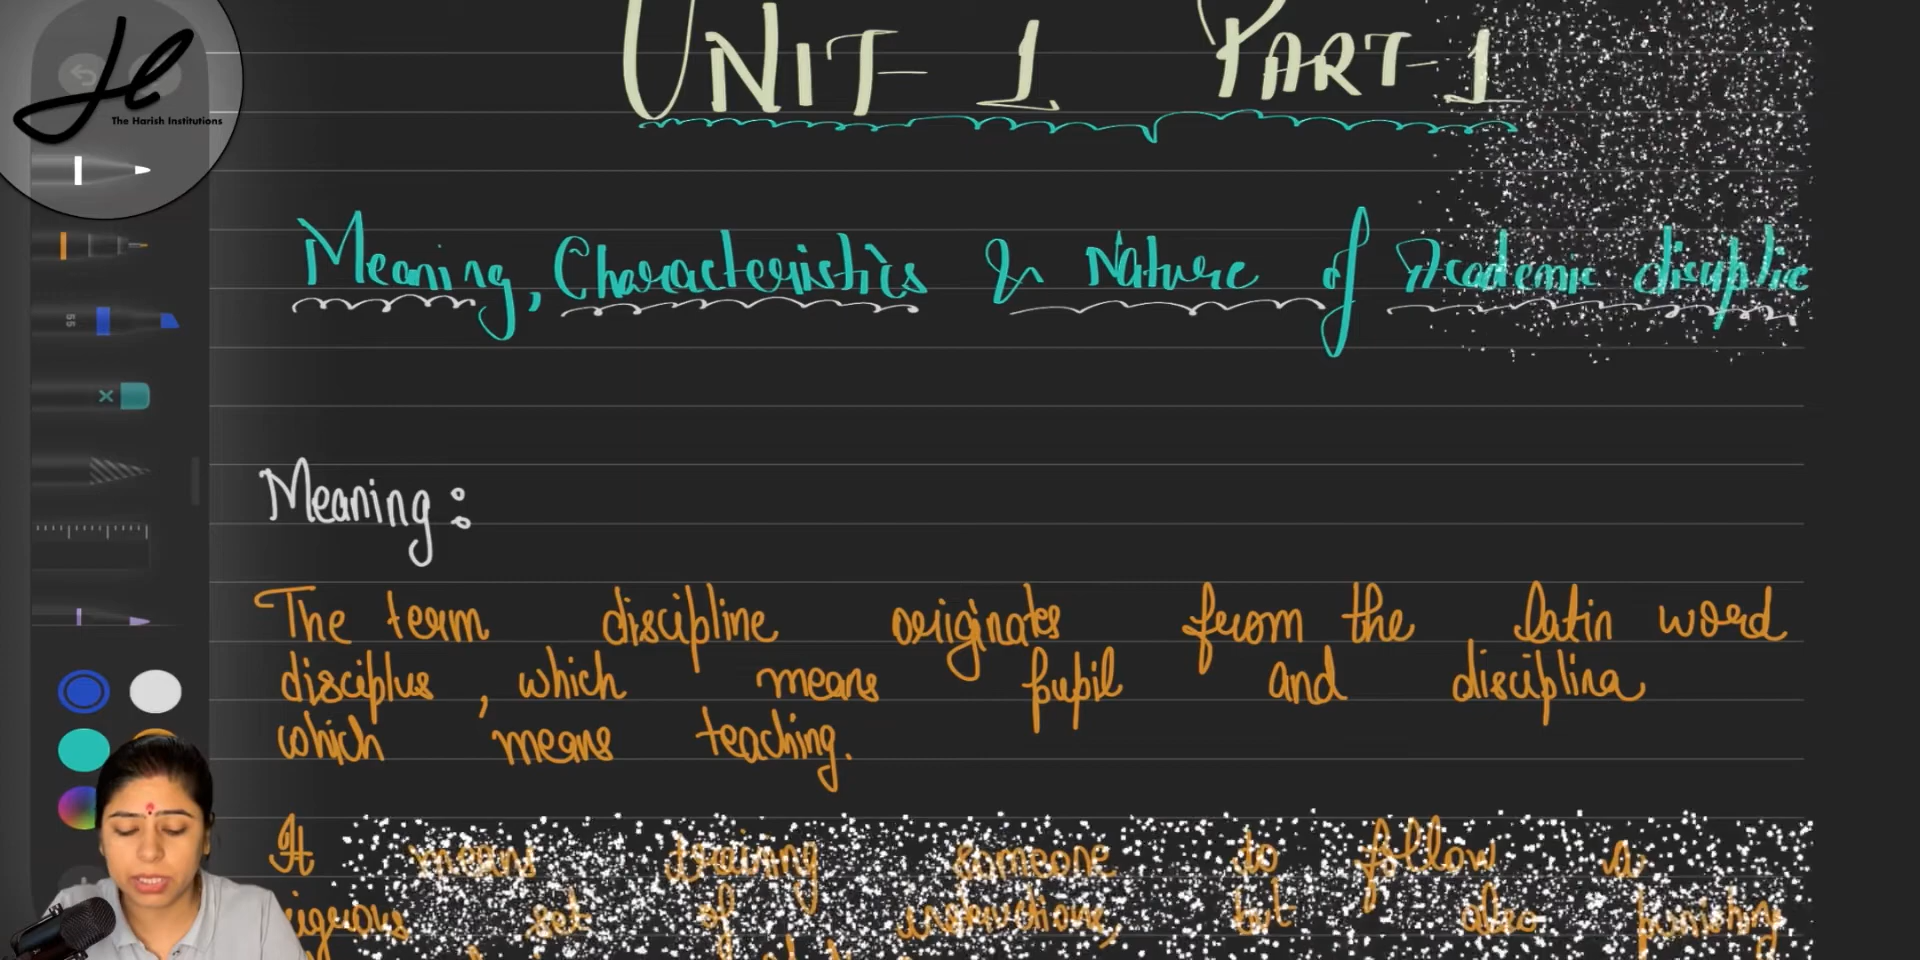 UNIT-1 PART-1
The Harish Institutions
Meaning, Characteristics & Nature of Academic
Meaning:
The term discipline originates from the latin word
disciplus, which means pupil and disciplina
which means teaching.
It means training someone to follow a
set of instructions, but also punishing